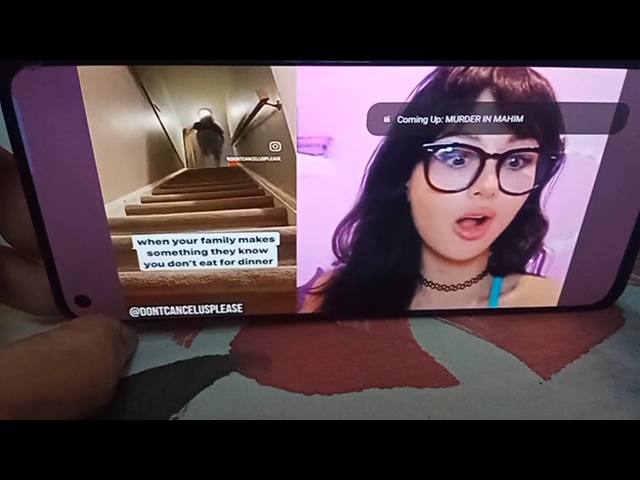 Coming Up: MURDER IN MAHIM
@DONTCANCELUSPLEASE
when your family makes
something they know
you don't eat for dinner
@DONTCANCELUSPLEASE